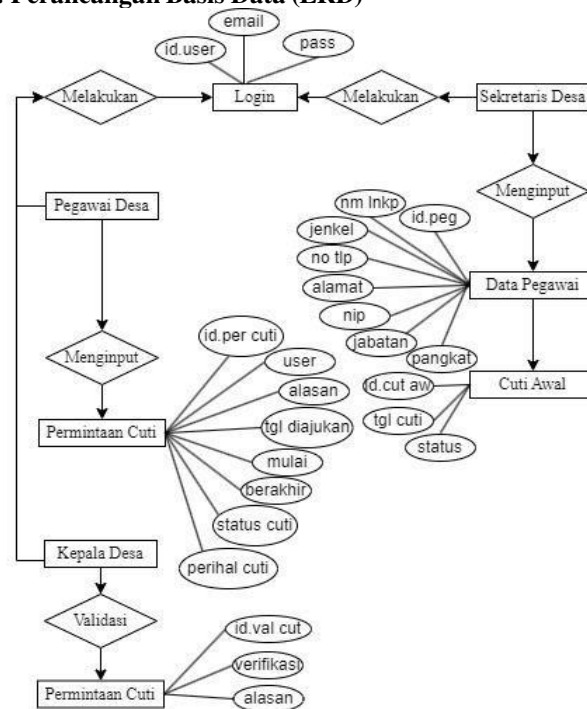 . Perancangan Basis Data (ERD)
email
id.user
pass
Melakukan
Login
Melakukan
Sekretaris Desa
Menginput
Pegawai Desa
nm lnkp
id.peg
jenkel
no tlp
alamat
Data Pegawai
nip
jabatan
pangkat
id.per cuti
Menginput
user
id.cut aw
Cuti Awal
alasan
tgl cuti
Permintaan Cuti
tgl diajukan
status
mulai
berakhir
status cuti
Kepala Desa
perihal cuti
Validasi
id.val cut
verifikasi
Permintaan Cuti
alasan